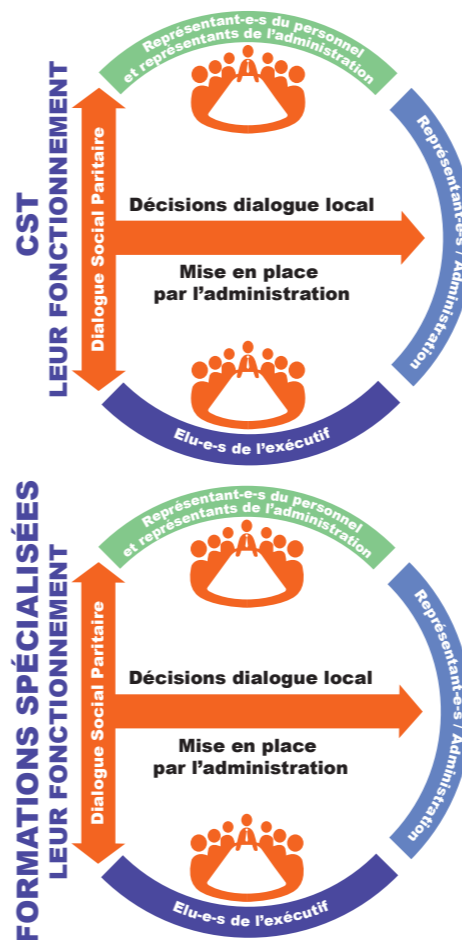 CST
LEUR FONCTIONNEMENT
Représentant-e-s du personnel
et représentants de l'administration
Dialogue Social Paritaire
Décisions dialogue local
Mise en place
par l'administration
Représentant-e-s / Administration
Elu-e-s de l'exécutif
FORMATIONS SPÉCIALISÉES
LEUR FONCTIONNEMENT
Représentant-e-s du personnel
et représentants de l'administration
Dialogue Social Paritaire
Décisions dialogue local
Mise en place
par l'administration
Représentant-e-s / Administration
Elu-e-s de l'exécutif